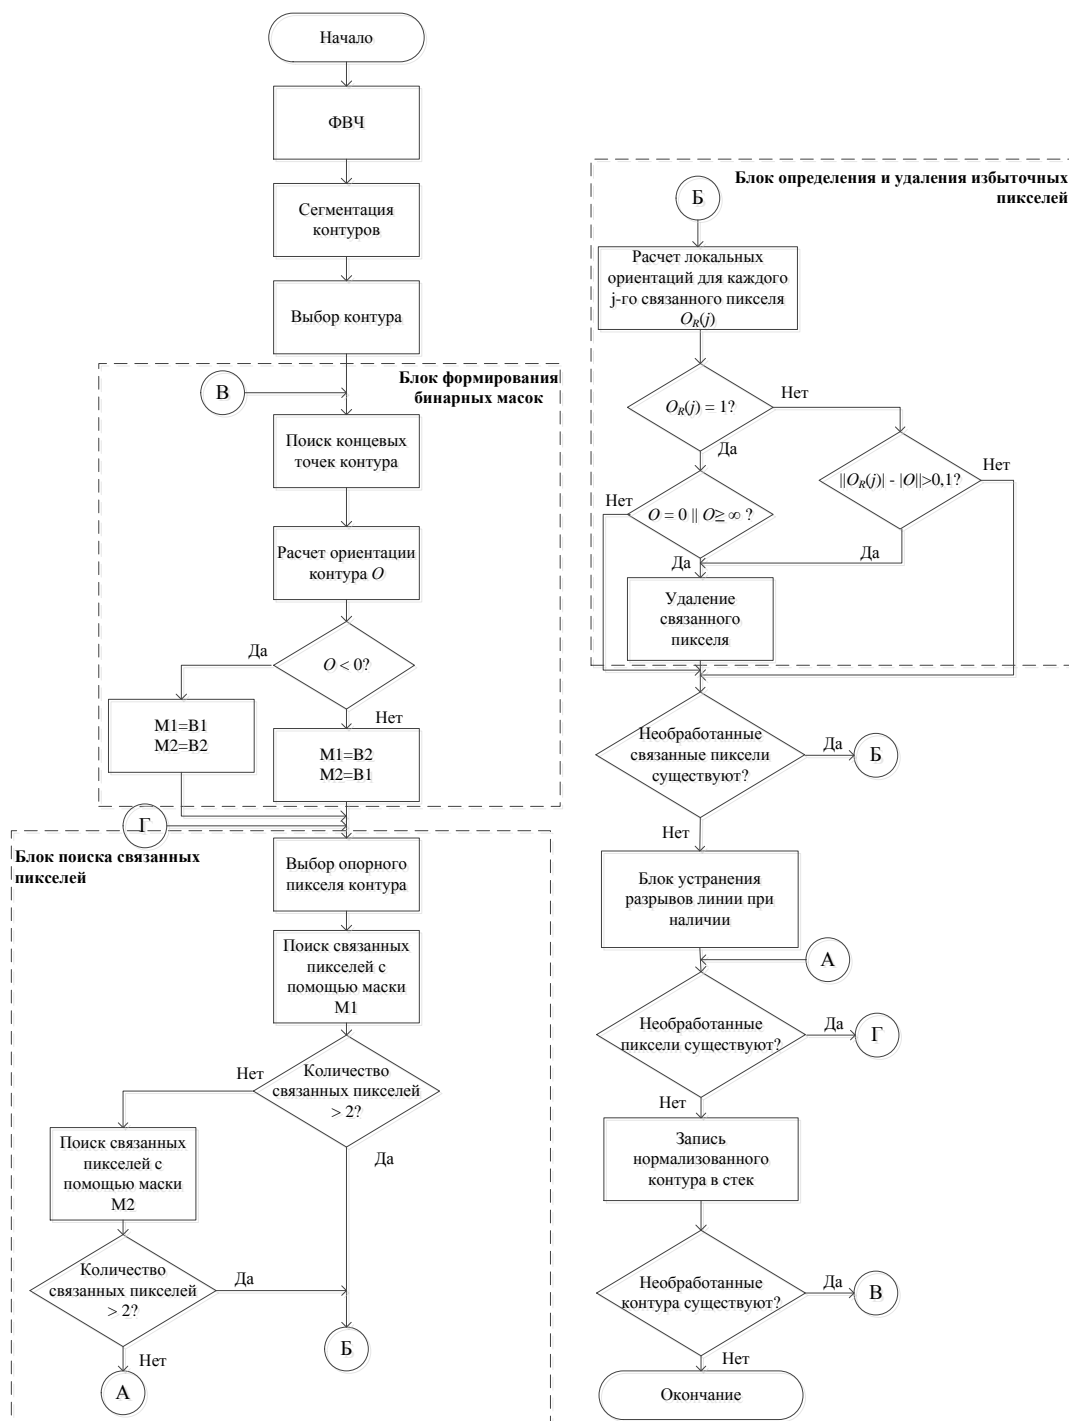 Начало
ФВЧ
Сегментация
контуров
Выбор контура
Блок формирования
бинарных масок
В
Поиск концевых
точек контура
Расчет ориентации
контура O
O < 0?
Да
Нет
M1=B1
M2=B2
M1=B2
M2=B1
Г
Блок поиска связанных
пикселей
Выбор опорного
пикселя контура
Поиск связанных
пикселей с
помощью маски
M1
Количество
связанных пикселей
> 2?
Нет
Да
Поиск связанных
пикселей с
помощью маски
M2
Количество
связанных пикселей
> 2?
Да
Нет
А
Б
Блок определения и удаления избыточных
пикселей
Б
Расчет локальных
ориентаций для каждого
j-го связанного пикселя
O_R(j)
O_R(j) = 1?
Нет
Да
||O_R(j)| - |O||>0,1?
Нет
Да
O = 0 || O≥ ∞ ?
Нет
Да
Удаление
связанного
пикселя
Необработанные
связанные пиксели
существуют?
Да
Б
Нет
Блок устранения
разрывов линии при
наличии
А
Необработанные
пиксели существуют?
Да
Г
Нет
Запись
нормализованного
контура в стек
Необработанные
контура существуют?
Да
В
Нет
Окончание